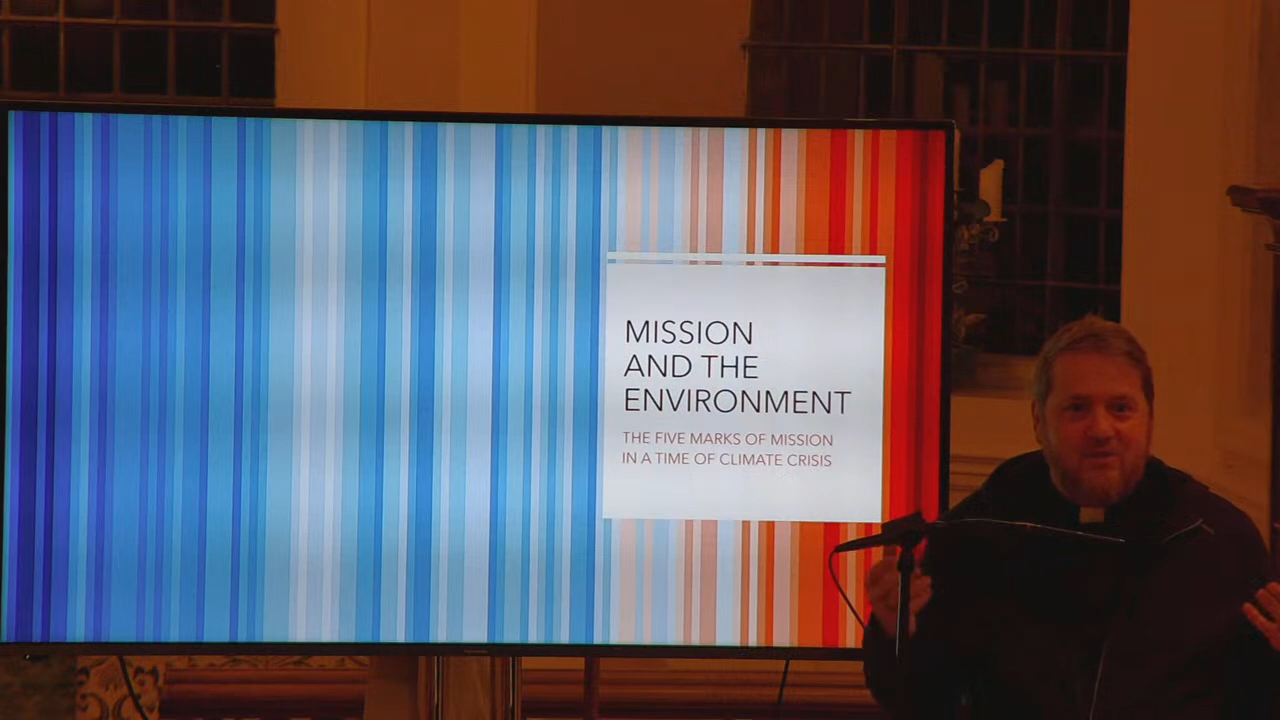 MISSION
AND THE
ENVIRONMENT
THE FIVE MARKS OF MISSION
IN A TIME OF CLIMATE CRISIS